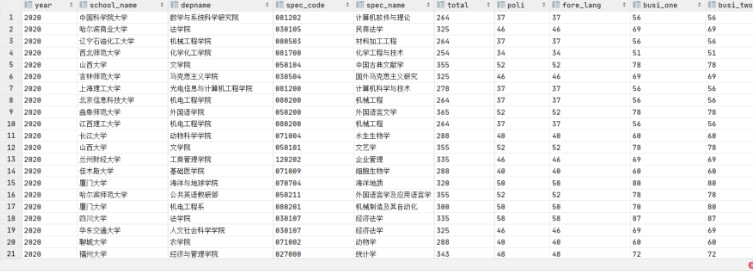 year school_name depname spec_code spec_name total poli fore_lang busi_one busi_two
1 2020 中国科学院大学 数学与系统科学研究院 081202 计算机软件与理论 264 37 37 56 56
2 2020 哈尔滨商业大学 法学院 030105 民商法学 325 46 46 69 69
3 2020 辽宁石油化工大学 机械工程学院 080503 材料加工工程 264 37 37 56 56
4 2020 西北师范大学 化学化工学院 081700 化学工程与技术 254 34 34 51 51
5 2020 山西大学 文学院 050104 中国古典文献学 355 52 52 78 78
6 2020 吉林师范大学 马克思主义学院 030504 国外马克思主义研究 325 46 46 69 69
7 2020 上海理工大学 光电信息与计算机工程学院 081200 计算机科学与技术 278 37 37 56 56
8 2020 北京信息科技大学 机电工程学院 080200 机械工程 264 37 37 56 56
9 2020 曲阜师范大学 外国语学院 050200 外国语言文学 365 52 52 78 78
10 2020 江西理工大学 机电工程学院 080200 机械工程 264 37 37 56 56
11 2020 长江大学 动物科学学院 071004 水生生物学 288 40 40 60 60
12 2020 山西大学 文学院 050101 文艺学 355 52 52 78 78
13 2020 兰州财经大学 工商管理学院 120202 企业管理 335 46 46 69 69
14 2020 佳木斯大学 基础医学院 071009 细胞生物学 288 40 40 60 60
15 2020 厦门大学 海洋与地球学院 070704 海洋地质 320 50 50 80 80
16 2020 哈尔滨师范大学 公共英语教研部 050211 外国语言学及应用语言学 355 52 52 78 78
17 2020 厦门大学 机电工程系 080201 机械制造及其自动化 300 50 50 70 80
18 2020 四川大学 法学院 030107 经济法学 335 58 58 87 87
19 2020 华东交通大学 人文社会科学学院 030107 经济法学 325 46 46 69 69
20 2020 聊城大学 农学院 071002 动物学 288 40 40 60 60
21 2020 福州大学 经济与管理学院 027000 统计学 343 48 48 72 72